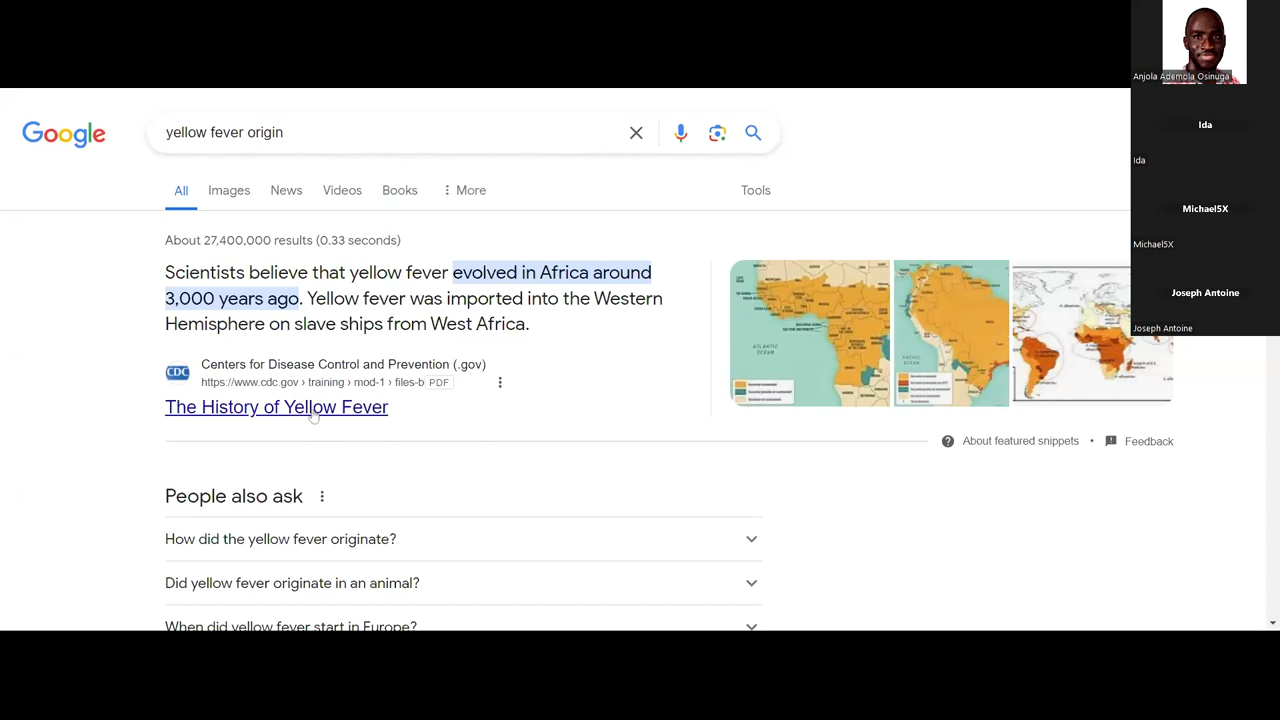 Google
yellow fever origin
All Images News Videos Books More Tools
About 27,400,000 results (0.33 seconds)
Scientists believe that yellow fever evolved in Africa around
3,000 years ago. Yellow fever was imported into the Western
Hemisphere on slave ships from West Africa.
CDC
Centers for Disease Control and Prevention (.gov)
https://www.cdc.gov › training › mod-1 › files-b PDF
The History of Yellow Fever
About featured snippets • Feedback
People also ask
How did the yellow fever originate?
Did yellow fever originate in an animal?
When did yellow fever start in Europe?
Anjola Ademola Osinuga
Ida
Ida
Michael5X
Michael5X
Joseph Antoine
Joseph Antoine